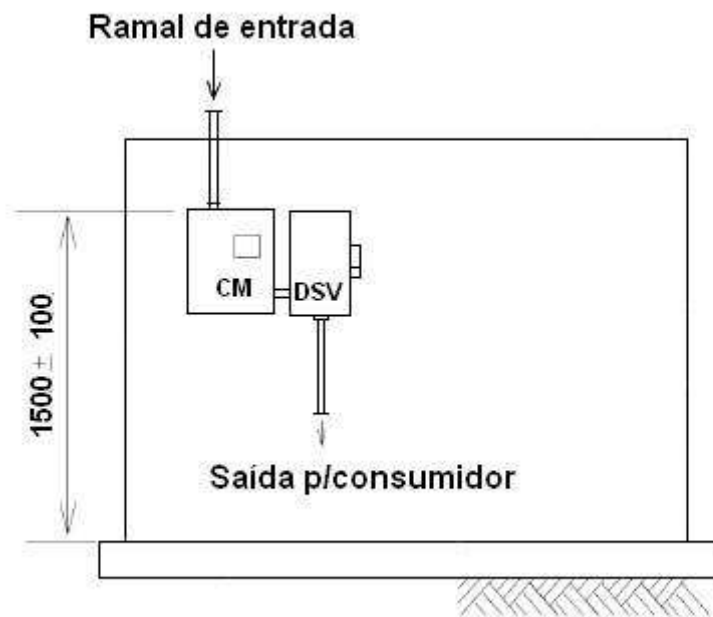 Ramal de entrada
CM
DSV
1500 ± 100
Saída p/consumidor